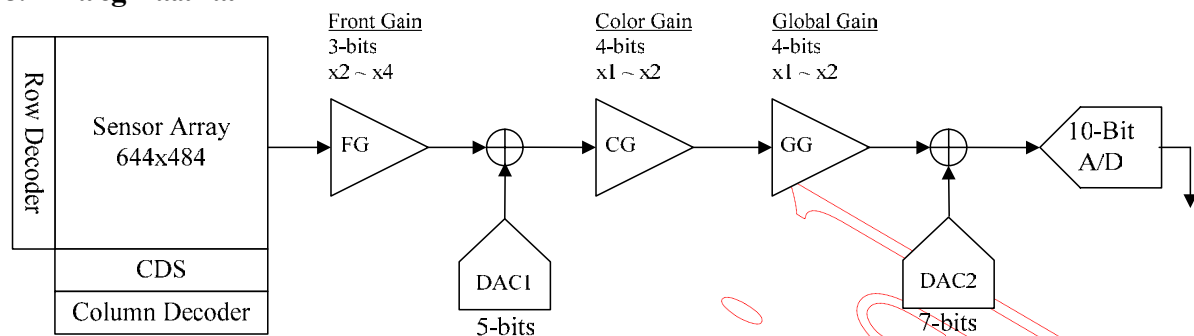 Front Gain
3-bits
x2 ~ x4
Color Gain
4-bits
x1 ~ x2
Global Gain
4-bits
x1 ~ x2
Row Decoder
Sensor Array
644x484
FG
CG
GG
10-Bit
A/D
CDS
Column Decoder
DAC1
5-bits
DAC2
7-bits